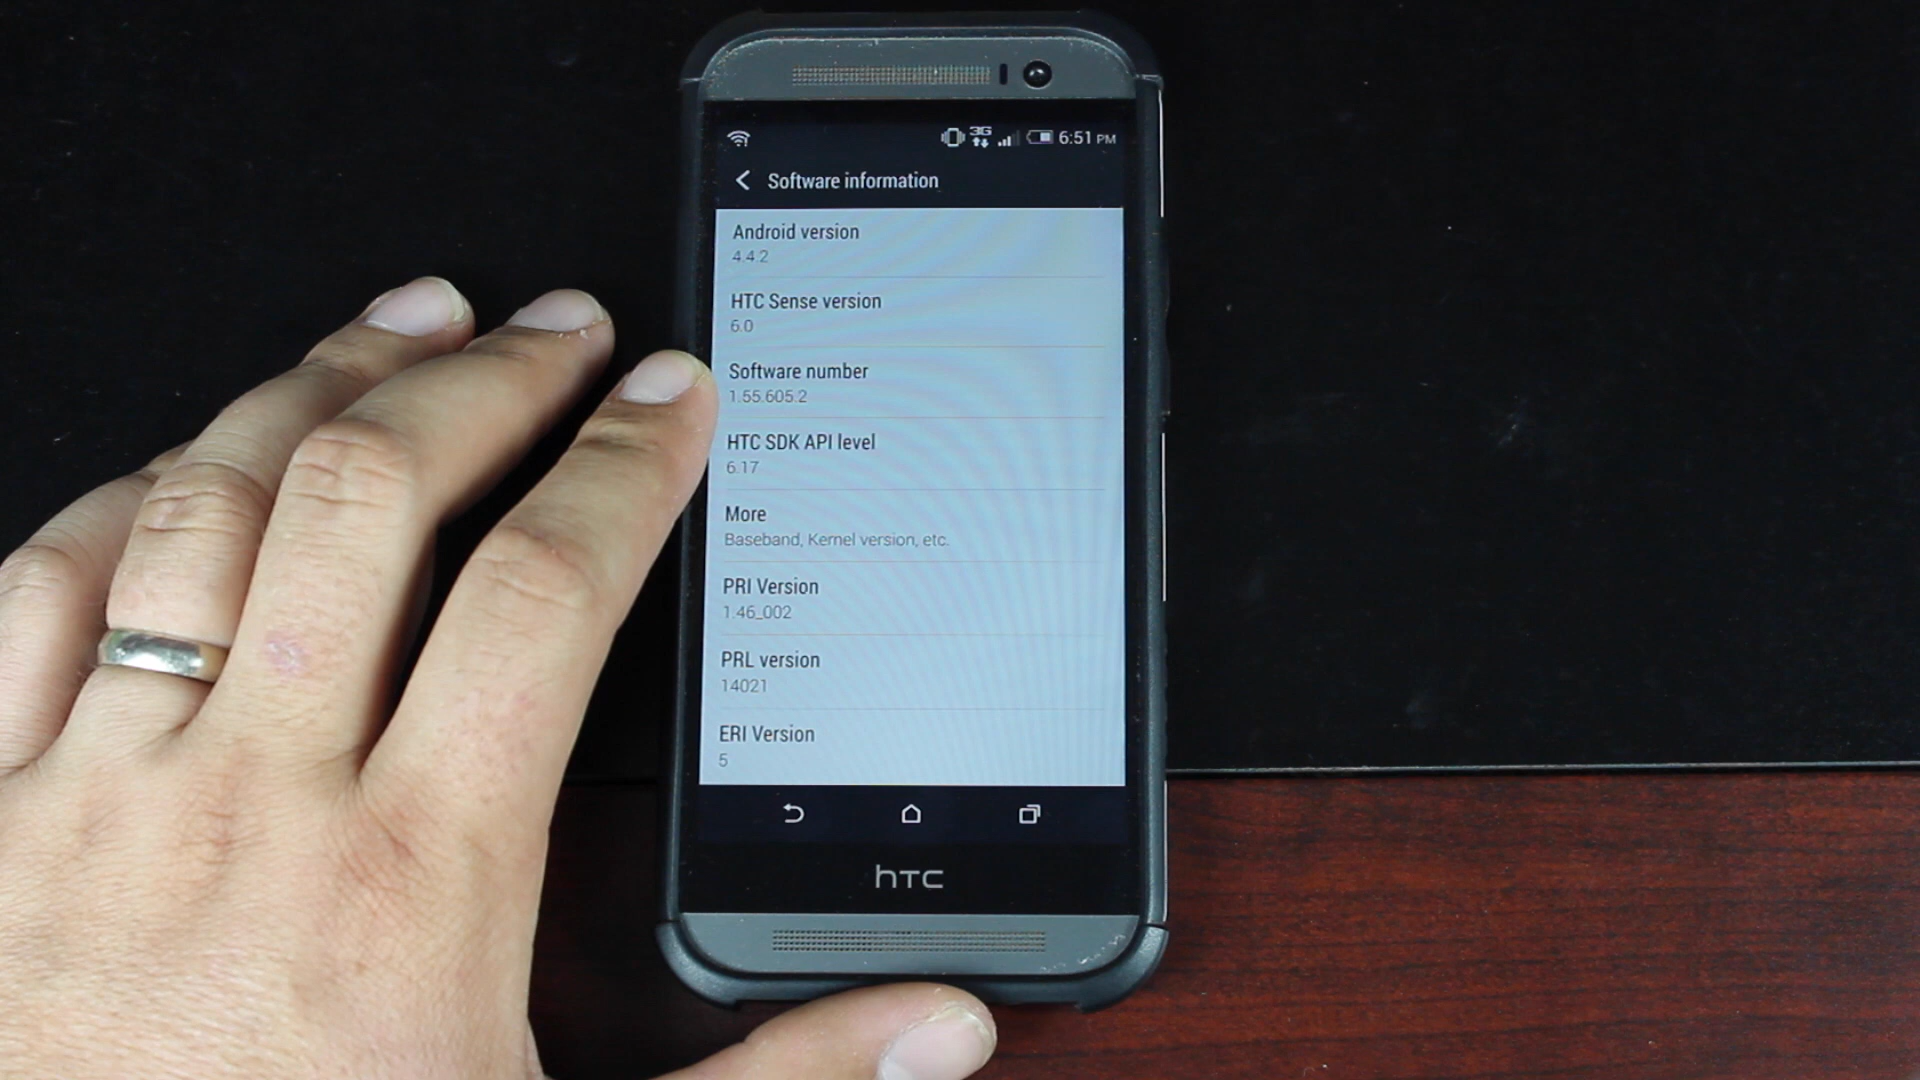 3G 6:51 PM
Software information
Android version
4.4.2
HTC Sense version
6.0
Software number
1.55.605.2
HTC SDK API level
6.17
More
Baseband, Kernel version, etc.
PRI Version
1.46_002
PRL version
14021
ERI Version
5
hTC